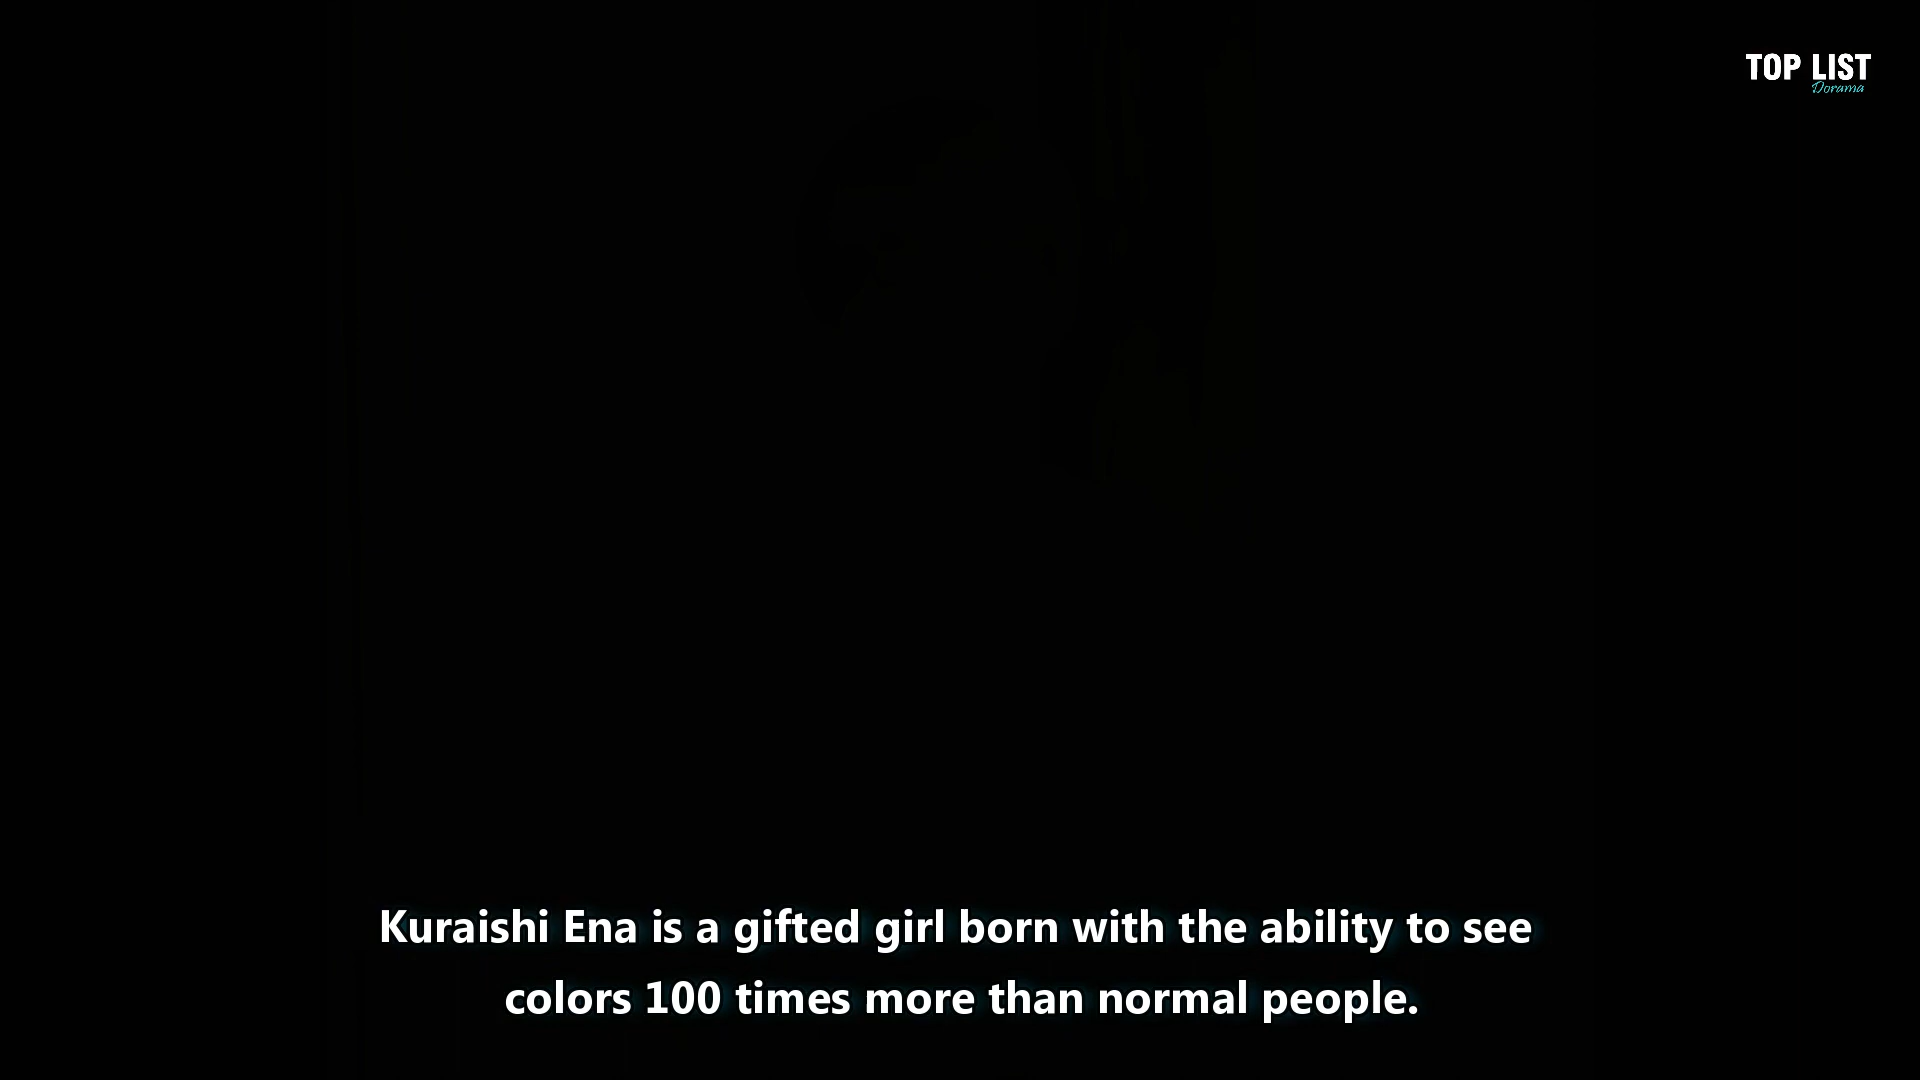 TOP LIST
Dorama
Kuraishi Ena is a gifted girl born with the ability to see
colors 100 times more than normal people.